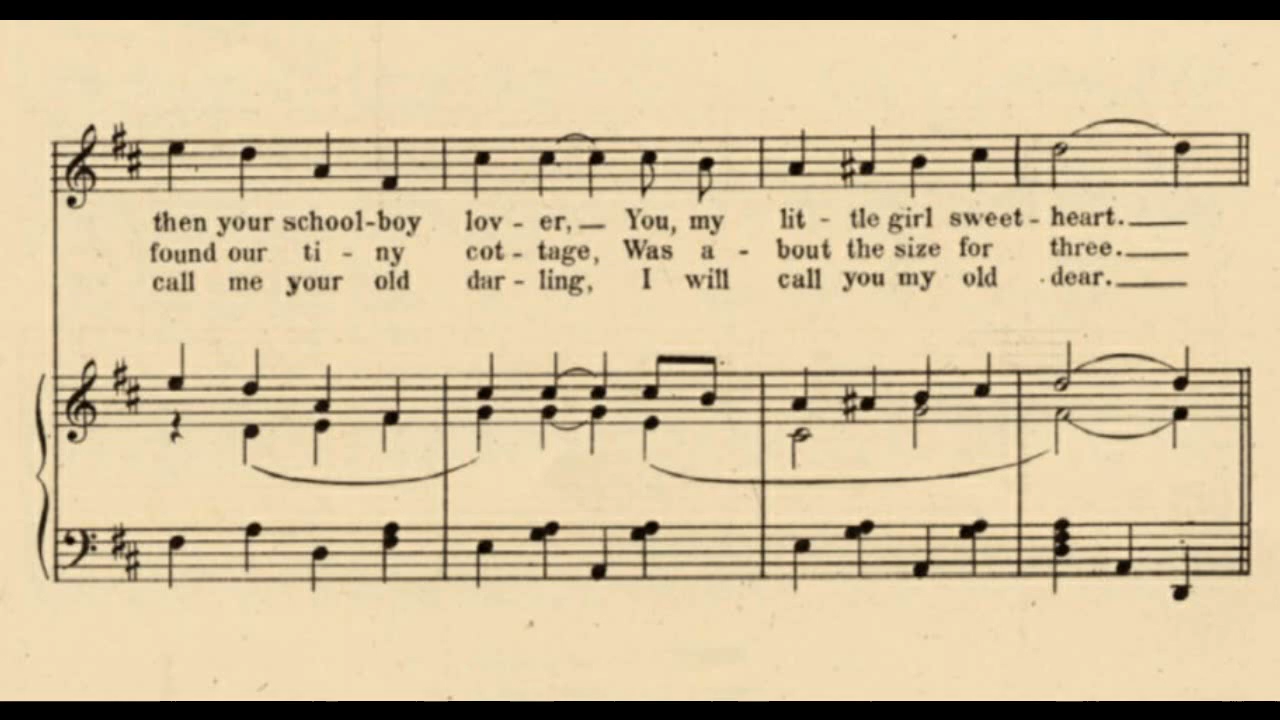 then your school-boy lov - er, — You, my lit - tle girl sweet - heart. ___
found our ti - ny cot - tage, Was a - bout the size for three. ___
call me your old dar - ling, I will call you my old dear. ___